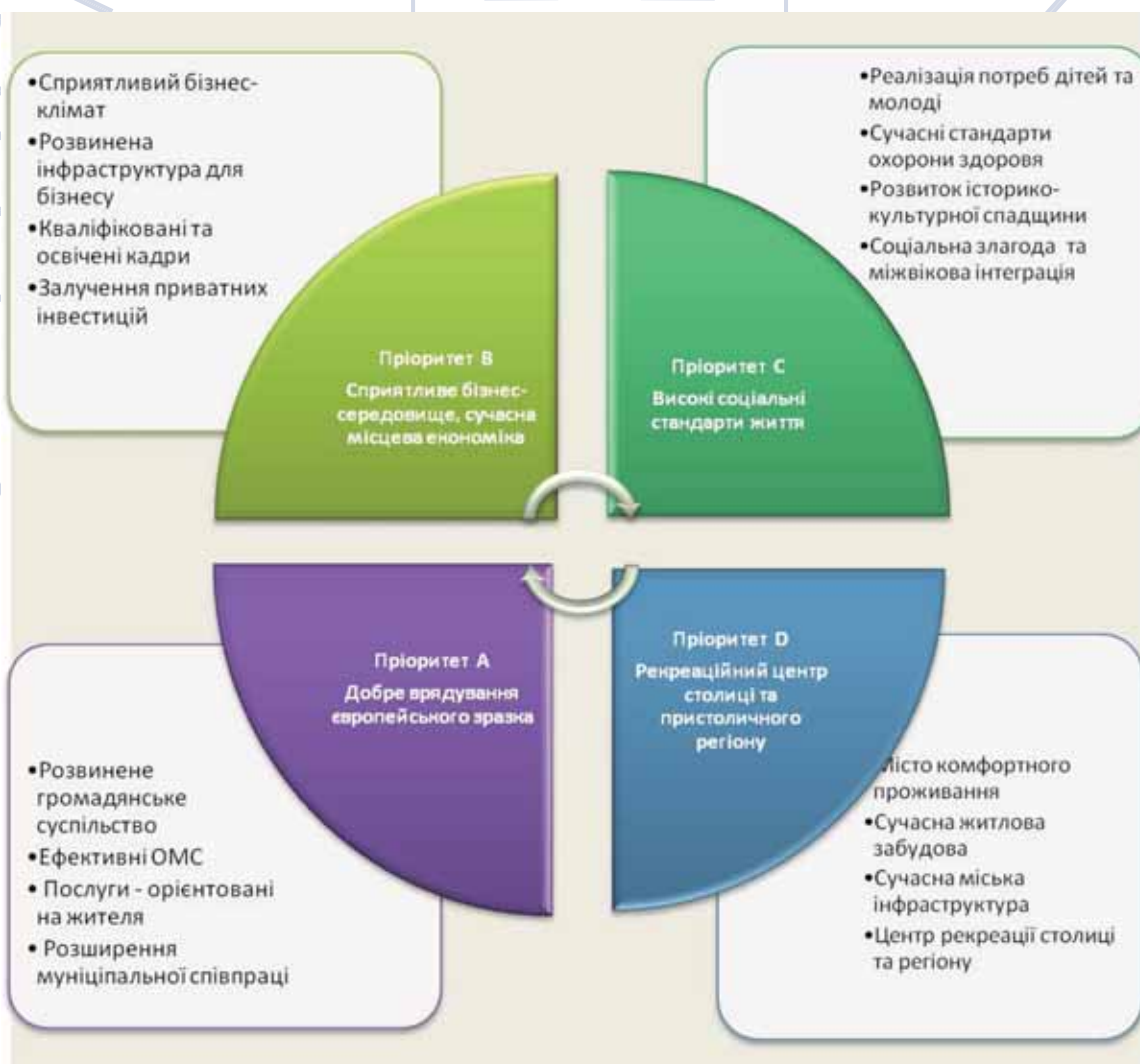 •Сприятливий бізнес-
клімат
•Розвинена
інфраструктура для
бізнесу
•Кваліфіковані та
освічені кадри
•Залучення приватних
інвестицій
•Реалізація потреб дітей та
молоді
•Сучасні стандарти
охорони здоровя
•Розвиток історико-
культурної спадщини
•Соціальна злагода та
міжвікова інтеграція
Пріоритет В
Сприятливе бізнес-
середовище, сучасна
місцева економіка
Пріоритет С
Високі соціальні
стандарти життя
Пріоритет А
Добре врядування
європейського зразка
Пріоритет D
Рекреаційний центр
столиці та
пристоличного
регіону
•Розвинене
громадянське
суспільство
•Ефективні ОМС
• Послуги - орієнтовані
на жителя
• Розширення
муніципальної співпраці
Місто комфортного
проживання
•Сучасна житлова
забудова
•Сучасна міська
інфраструктура
•Центр рекреації столиці
та регіону